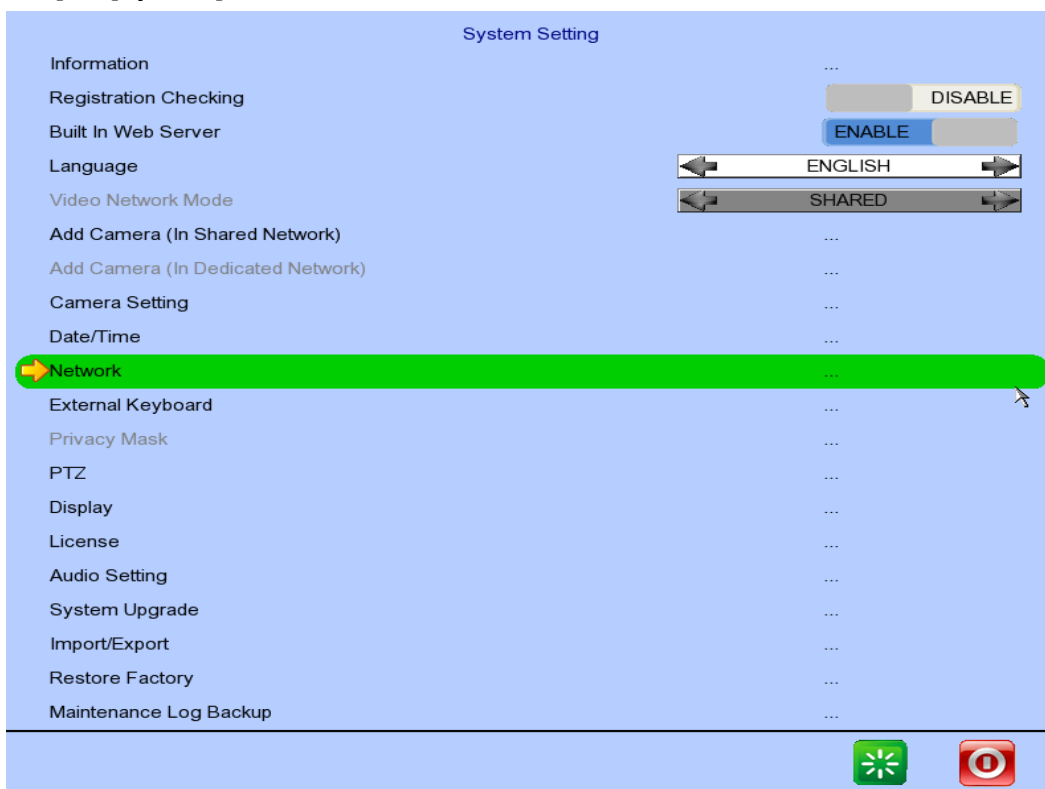 System Setting
Information ...
Registration Checking DISABLE
Built In Web Server ENABLE
Language ENGLISH
Video Network Mode SHARED
Add Camera (In Shared Network) ...
Add Camera (In Dedicated Network) ...
Camera Setting ...
Date/Time ...
Network ...
External Keyboard ...
Privacy Mask ...
PTZ ...
Display ...
License ...
Audio Setting ...
System Upgrade ...
Import/Export ...
Restore Factory ...
Maintenance Log Backup ...